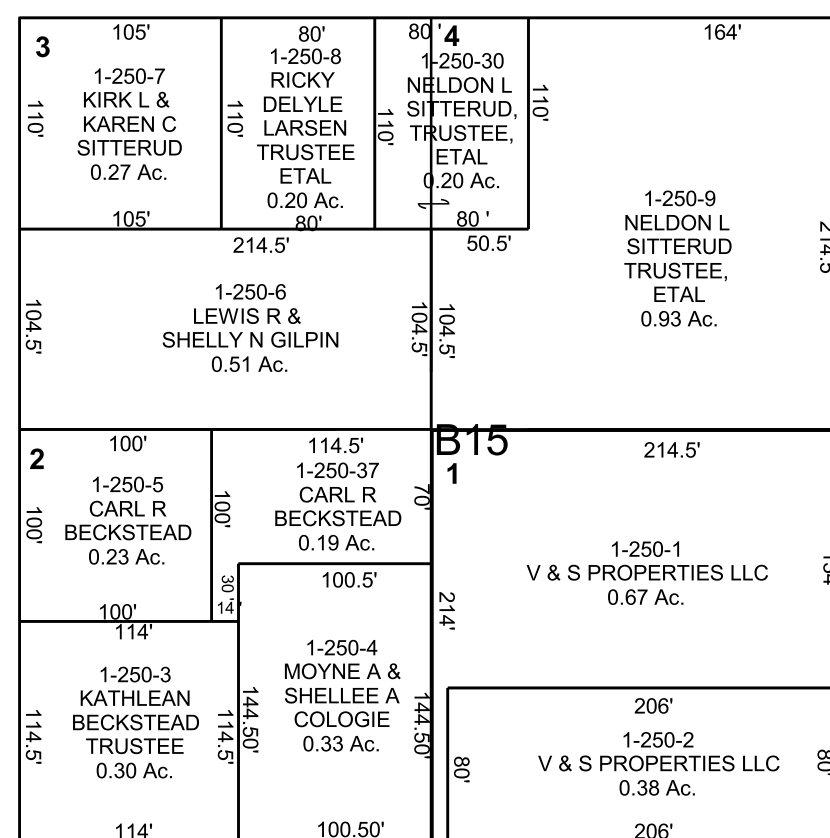 3
105'
1-250-7
KIRK L &
KAREN C
SITTERUD
0.27 Ac.
110'
105'
80'
1-250-8
RICKY
DELYLE
LARSEN
TRUSTEE
ETAL
0.20 Ac.
110'
80'
80 '
4
1-250-30
NELDON L
SITTERUD,
TRUSTEE,
ETAL
0.20 Ac.
110'
110'
80 '
50.5'
164'
1-250-9
NELDON L
SITTERUD
TRUSTEE,
ETAL
0.93 Ac.
214.5
104.5'
214.5'
1-250-6
LEWIS R &
SHELLY N GILPIN
0.51 Ac.
104.5'
104.5'
B15
2
100'
1-250-5
CARL R
BECKSTEAD
0.23 Ac.
100'
100'
100'
114.5'
1-250-37
CARL R
BECKSTEAD
0.19 Ac.
70'
30 '
14'
1
214.5'
1-250-1
V & S PROPERTIES LLC
0.67 Ac.
214'
114'
1-250-3
KATHLEAN
BECKSTEAD
TRUSTEE
0.30 Ac.
114.5'
114.5'
114'
100.5'
1-250-4
MOYNE A &
SHELLEE A
COLOGIE
0.33 Ac.
144.50'
144.50'
100.50'
206'
1-250-2
V & S PROPERTIES LLC
0.38 Ac.
80'
80'
206'